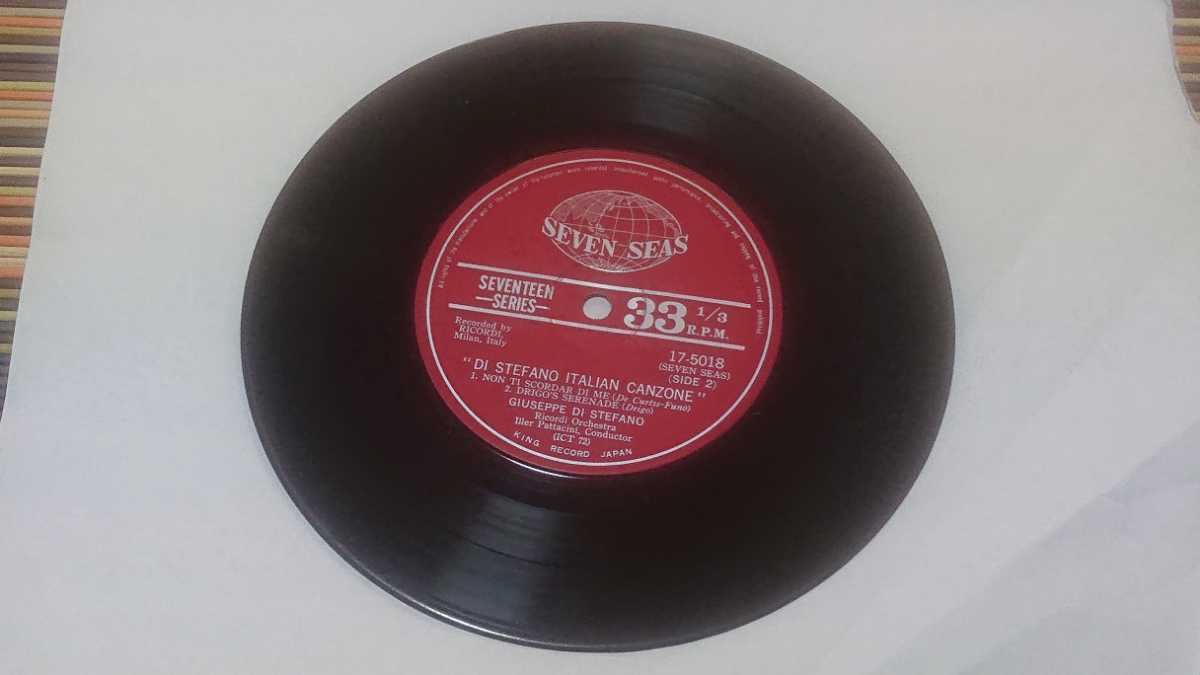 SEVEN SEAS
SEVENTEEN
—SERIES—
33 1/3
R.P.M.
Recorded by
RICORDI,
Milan, Italy
17-5018
(SEVEN SEAS)
(SIDE 2)
"DI STEFANO ITALIAN CANZONE"
1. NON TI SCORDAR DI ME (De Curtis-Funo)
2. DRIGO'S SERENADE (Drigo)
GIUSEPPE DI STEFANO
Ricordi Orchestra
Iller Pattacini, Conductor
(ICT 72)
KING RECORD JAPAN